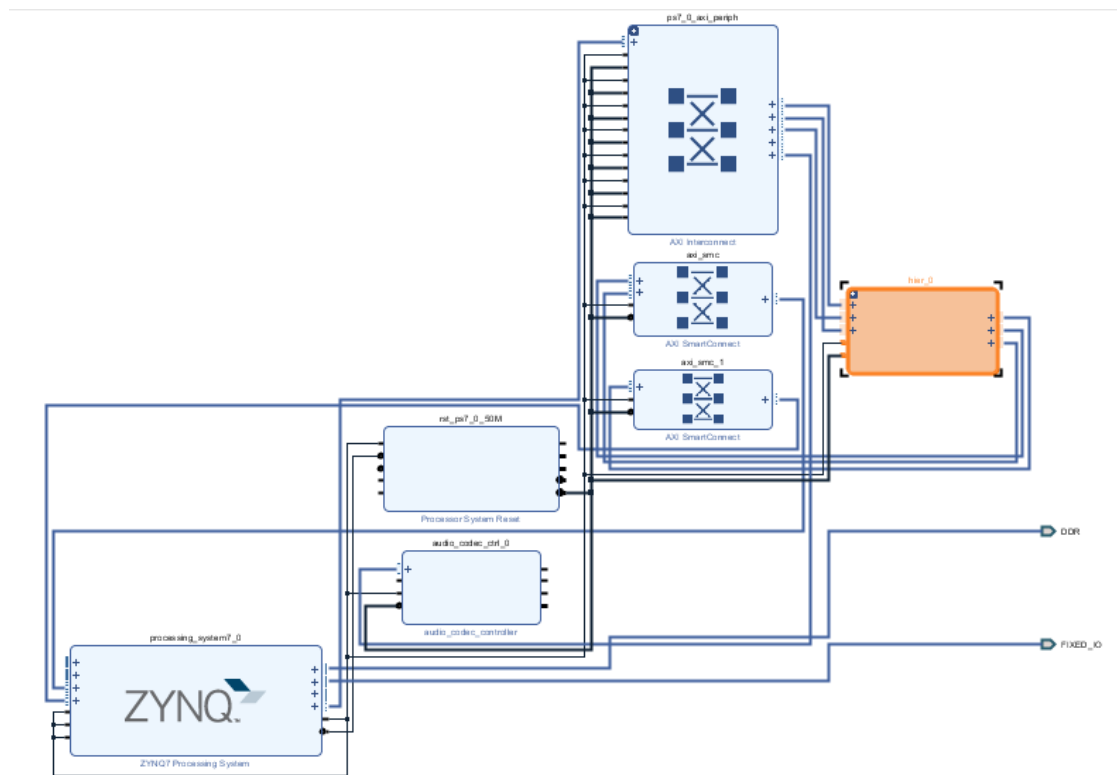 ps7_0_axi_periph
AXI Interconnect
axi_smc
AXI SmartConnect
hier_0
axi_smc_1
AXI SmartConnect
rst_ps7_0_50M
Processor System Reset
DDR
audio_codec_ctrl_0
audio_codec_controller
processing_system7_0
FIXED_IO
ZYNQ
ZYNQ7 Processing System